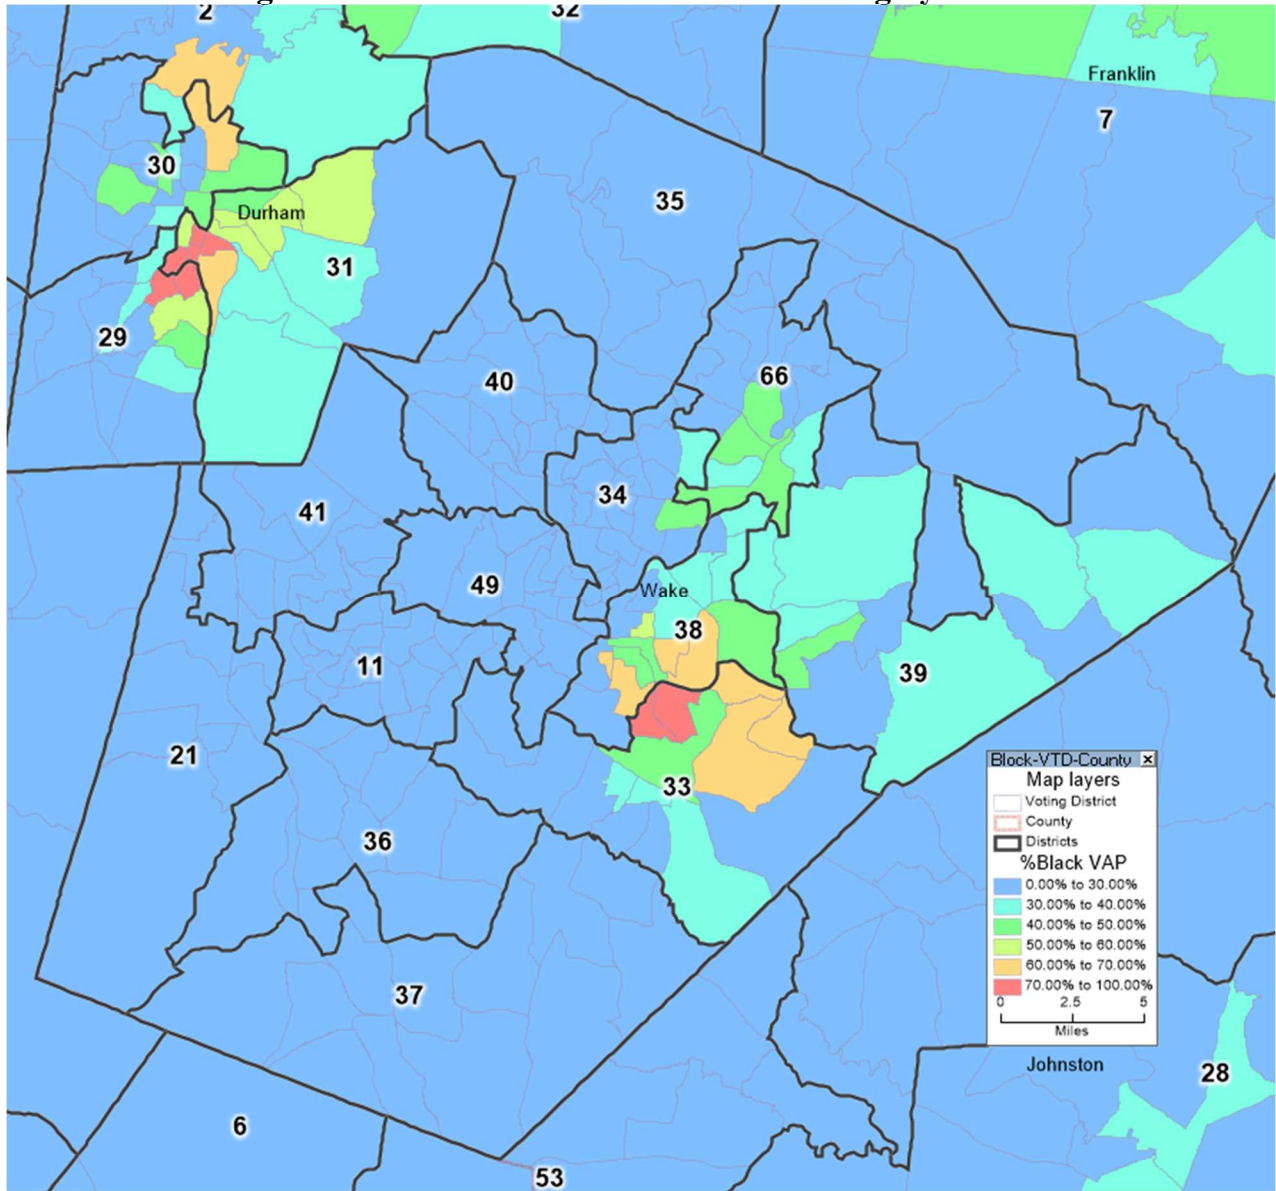 2
32
Franklin
7
30
35
Durham
31
29
40
66
34
41
49
Wake
38
11
39
21
33
36
37
6
53
Johnston
28
Block-VTD-County
Map layers
Voting District
County
Districts
%Black VAP
0.00% to 30.00%
30.00% to 40.00%
40.00% to 50.00%
50.00% to 60.00%
60.00% to 70.00%
70.00% to 100.00%
0 2.5 5
Miles